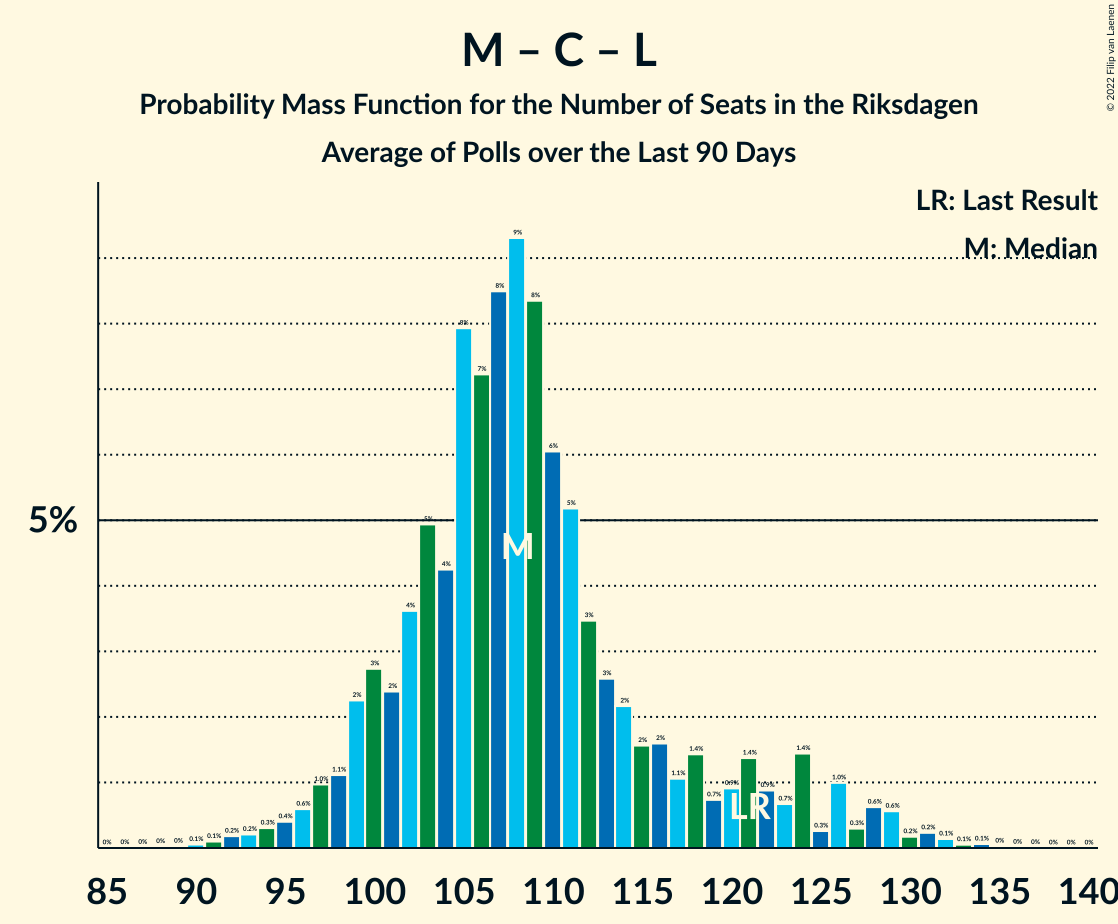 M – C – L
Probability Mass Function for the Number of Seats in the Riksdagen
Average of Polls over the Last 90 Days
© 2022 Filip van Laenen
LR: Last Result
M: Median
5%
0% 0% 0% 0% 0% 0.1% 0.1% 0.2% 0.2% 0.3% 0.4% 0.6% 1.0% 1.1% 2% 3% 2% 4% 5% 4% 8% 7% 8% 9% 8% 6% 5% 3% 3% 2% 2% 2% 1.1% 1.4% 0.7% 0.9% 1.4% 0.9% 0.7% 1.4% 0.3% 1.0% 0.3% 0.6% 0.6% 0.2% 0.2% 0.1% 0.1% 0.1% 0% 0% 0% 0% 0% 0%
M
LR
85 90 95 100 105 110 115 120 125 130 135 140